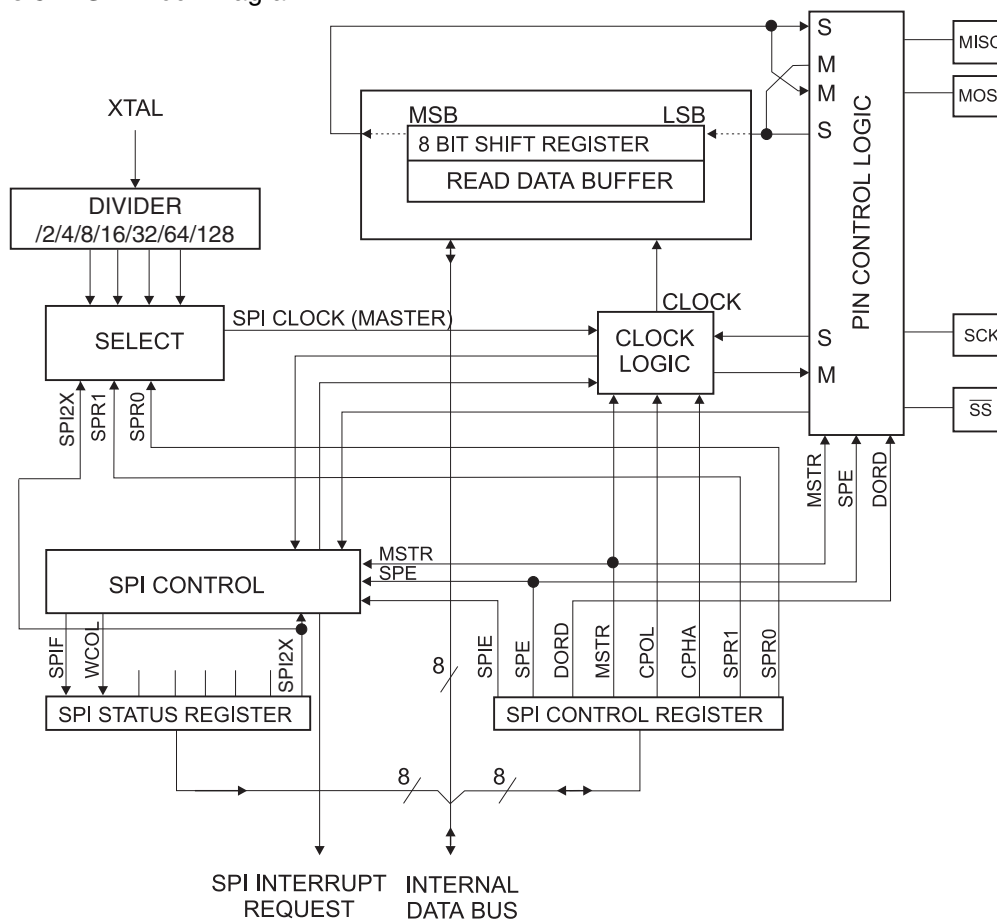 S
MISO
M
MOSI
M
S
XTAL
MSB
LSB
8 BIT SHIFT REGISTER
READ DATA BUFFER
DIVIDER
/2/4/8/16/32/64/128
PIN CONTROL LOGIC
SPI CLOCK (MASTER)
CLOCK
SELECT
CLOCK
LOGIC
S
SCK
M
SS
SPI2X
SPR1
SPR0
MSTR
SPE
DORD
SPI CONTROL
MSTR
SPE
SPIF
WCOL
SPI2X
8
SPIE
SPE
DORD
MSTR
CPOL
CPHA
SPR1
SPR0
SPI STATUS REGISTER
SPI CONTROL REGISTER
8
8
SPI INTERRUPT
REQUEST
INTERNAL
DATA BUS